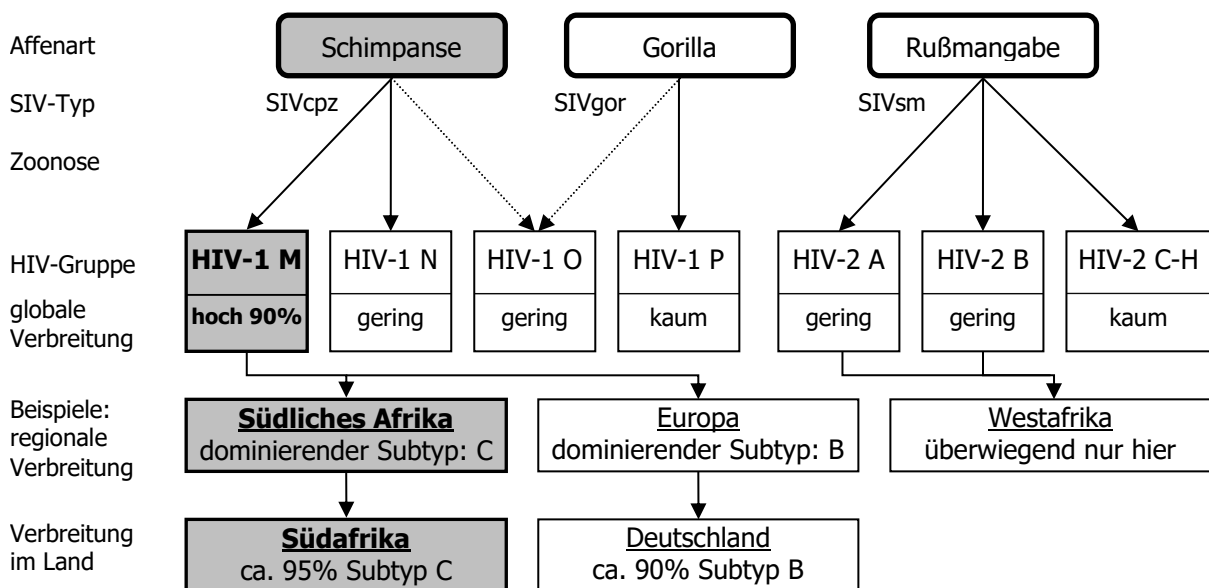 Affenart
Schimpanse
Gorilla
Rußmangabe
SIV-Typ
SIVcpz
SIVgor
SIVsm
Zoonose
HIV-Gruppe
HIV-1 M
HIV-1 N
HIV-1 O
HIV-1 P
HIV-2 A
HIV-2 B
HIV-2 C-H
globale
Verbreitung
hoch 90%
gering
gering
kaum
gering
gering
kaum
Beispiele:
regionale
Verbreitung
Südliches Afrika
dominierender Subtyp: C
Europa
dominierender Subtyp: B
Westafrika
überwiegend nur hier
Verbreitung
im Land
Südafrika
ca. 95% Subtyp C
Deutschland
ca. 90% Subtyp B